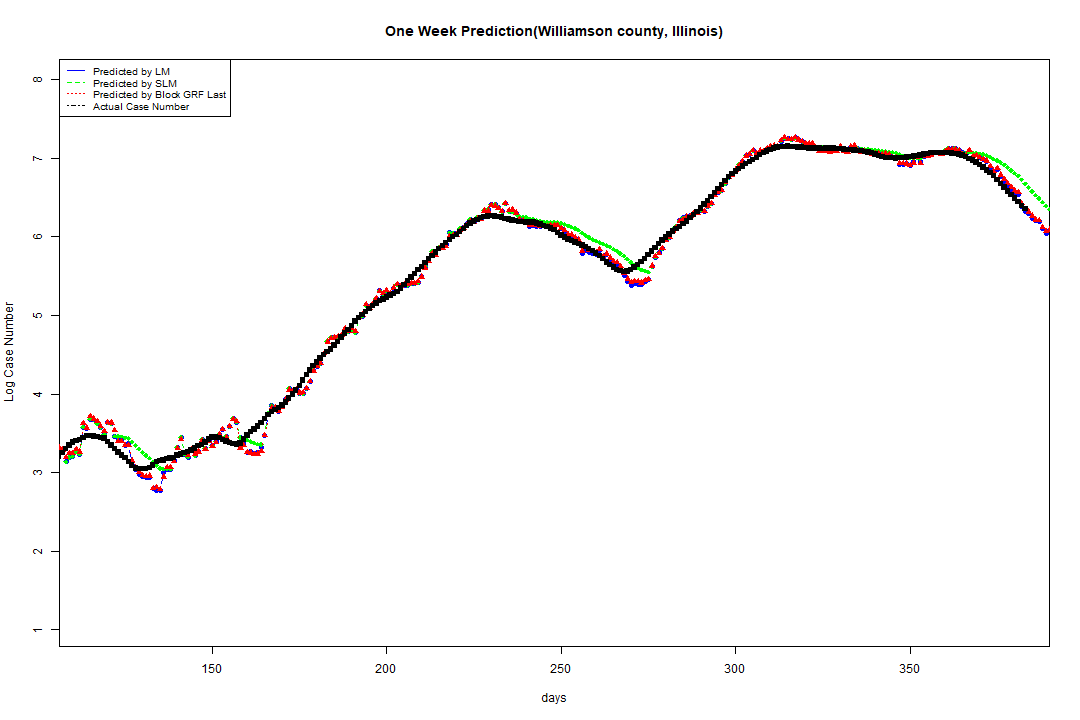 One Week Prediction(Williamson county, Illinois)
Predicted by LM
Predicted by SLM
Predicted by Block GRF Last
Actual Case Number
8
7
6
5
4
3
2
1
Log Case Number
150 200 250 300 350
days